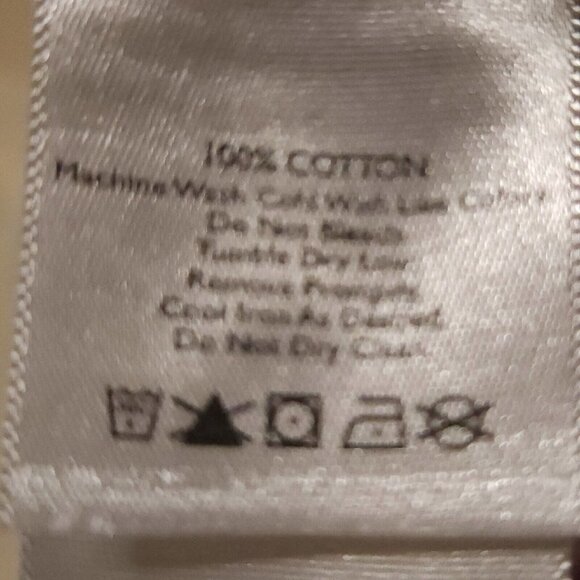 100% COTTON
Machine Wash Cold With Like Colors
Do Not Bleach
Tumble Dry Low
Remove Promptly
Cool Iron As Desired
Do Not Dry Clean